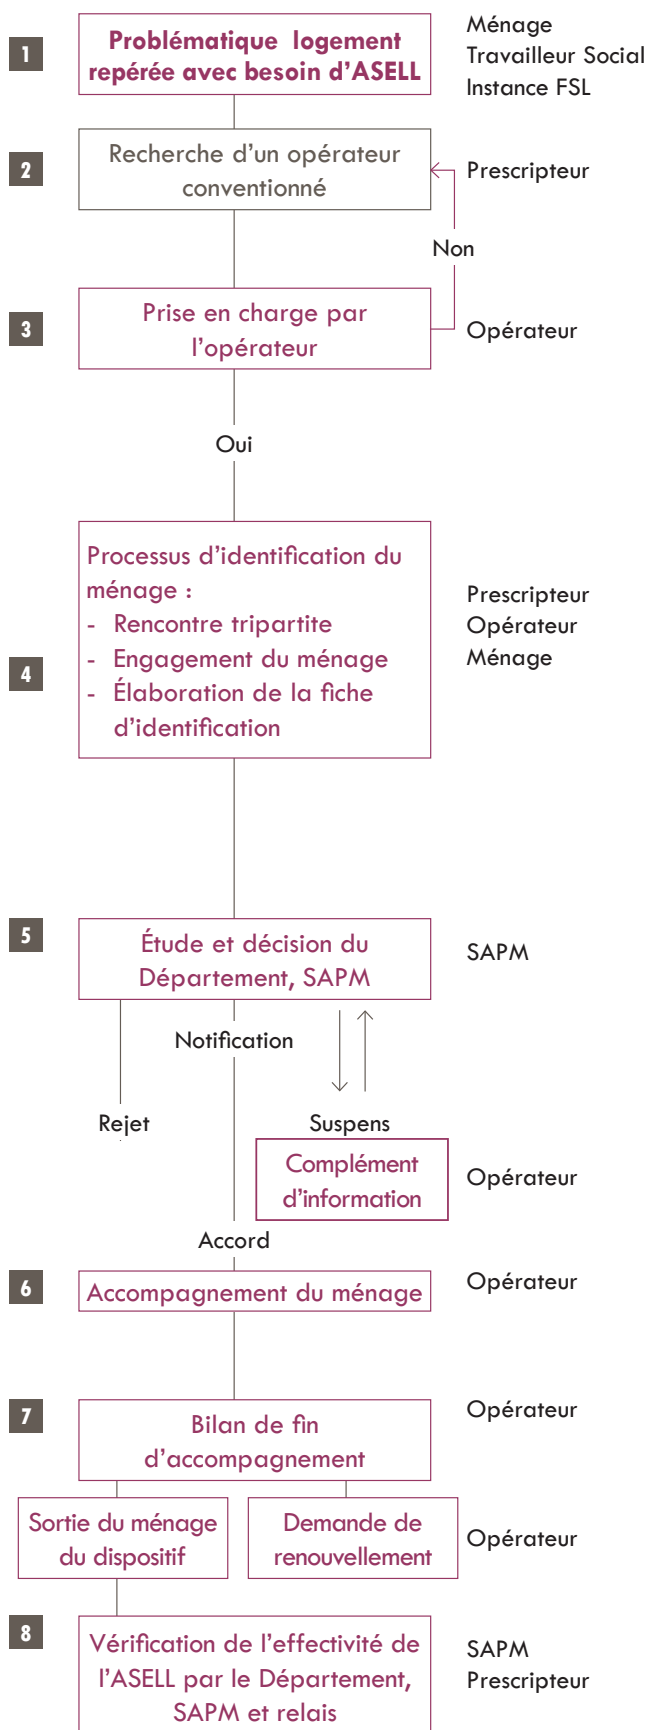 1
Problématique logement
repérée avec besoin d'ASELL
Ménage
Travailleur Social
Instance FSL
2
Recherche d'un opérateur
conventionné
Prescripteur
Non
3
Prise en charge par
l'opérateur
Opérateur
Oui
4
Processus d'identification du
ménage :
- Rencontre tripartite
- Engagement du ménage
- Élaboration de la fiche
d'identification
Prescripteur
Opérateur
Ménage
5
Étude et décision du
Département, SAPM
SAPM
Notification
Rejet
Suspens
Complément
d'information
Opérateur
Accord
6
Accompagnement du ménage
Opérateur
7
Bilan de fin
d'accompagnement
Opérateur
Sortie du ménage
du dispositif
Demande de
renouvellement
Opérateur
8
Vérification de l'effectivité de
l'ASELL par le Département,
SAPM et relais
SAPM
Prescripteur